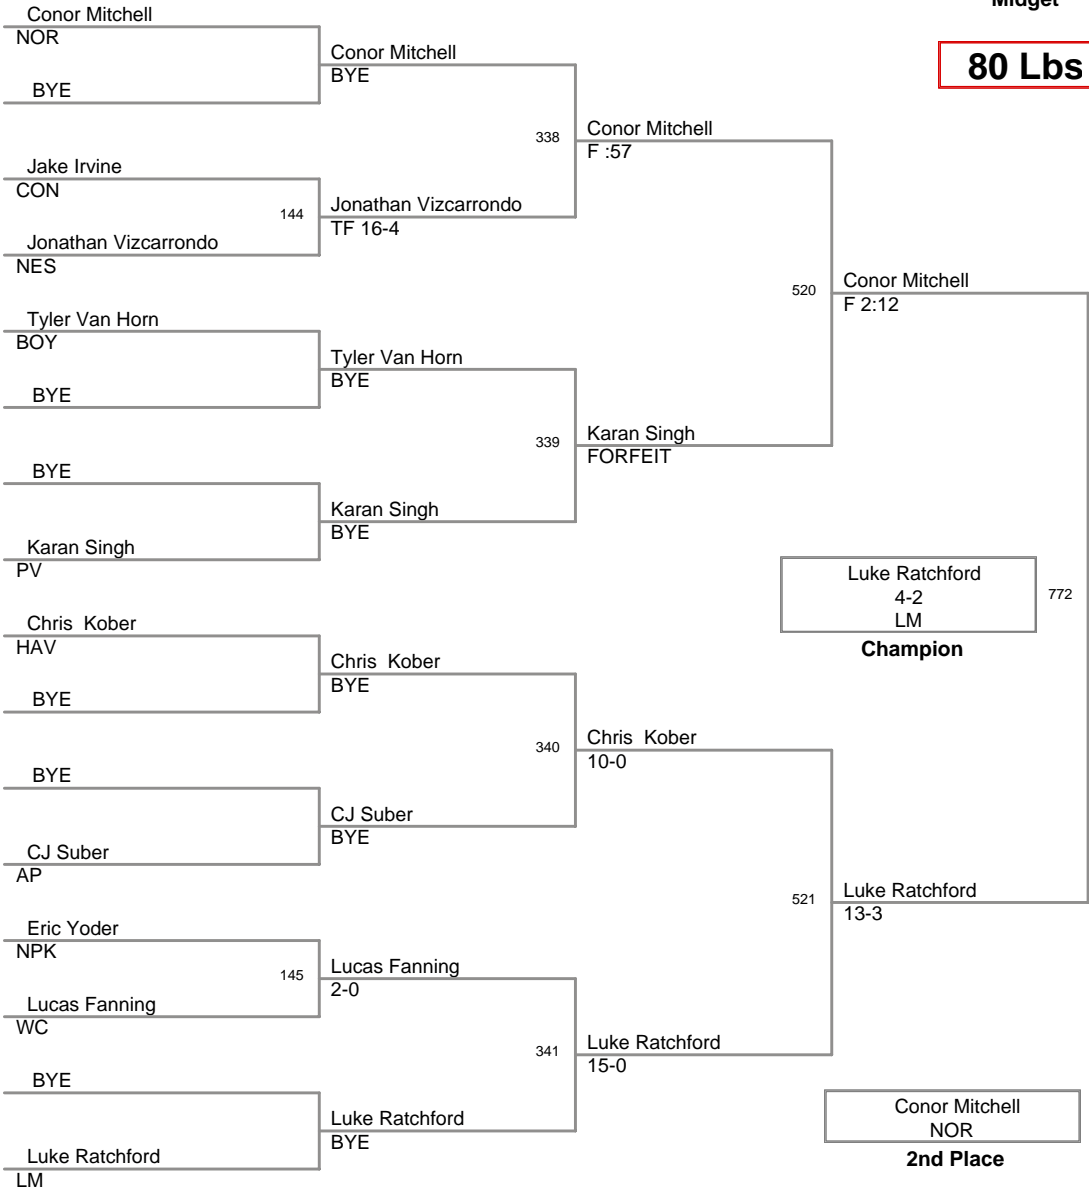 Midget
80 Lbs
Conor Mitchell
NOR
BYE
Jake Irvine
CON
144
Jonathan Vizcarrondo
NES
Tyler Van Horn
BOY
BYE
BYE
Karan Singh
PV
Chris Kober
HAV
BYE
BYE
CJ Suber
AP
Eric Yoder
NPK
145
Lucas Fanning
WC
BYE
Luke Ratchford
LM
Conor Mitchell
BYE
338
Jonathan Vizcarrondo
TF 16-4
Tyler Van Horn
BYE
339
Karan Singh
BYE
Chris Kober
BYE
340
CJ Suber
BYE
Lucas Fanning
2-0
341
Luke Ratchford
BYE
Conor Mitchell
F :57
520
Karan Singh
FORFEIT
Chris Kober
10-0
521
Luke Ratchford
15-0
Conor Mitchell
F 2:12
Luke Ratchford
13-3
Luke Ratchford
4-2
LM
772
Champion
Conor Mitchell
NOR
2nd Place